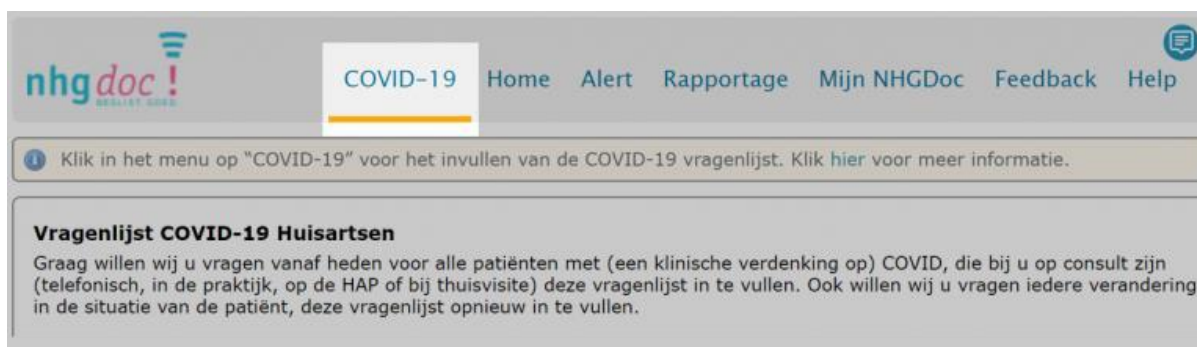 nhgdoc!
BESLIST GOED
COVID-19 Home Alert Rapportage Mijn NHGDoc Feedback Help
Klik in het menu op "COVID-19" voor het invullen van de COVID-19 vragenlijst. Klik hier voor meer informatie.
Vragenlijst COVID-19 Huisartsen
Graag willen wij u vragen vanaf heden voor alle patiënten met (een klinische verdenking op) COVID, die bij u op consult zijn
(telefonisch, in de praktijk, op de HAP of bij thuisvisite) deze vragenlijst in te vullen. Ook willen wij u vragen iedere verandering
in de situatie van de patiënt, deze vragenlijst opnieuw in te vullen.